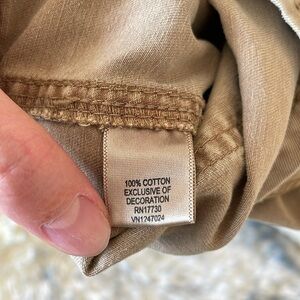 100% COTTON
EXCLUSIVE OF
DECORATION
RN17730
VN1247024